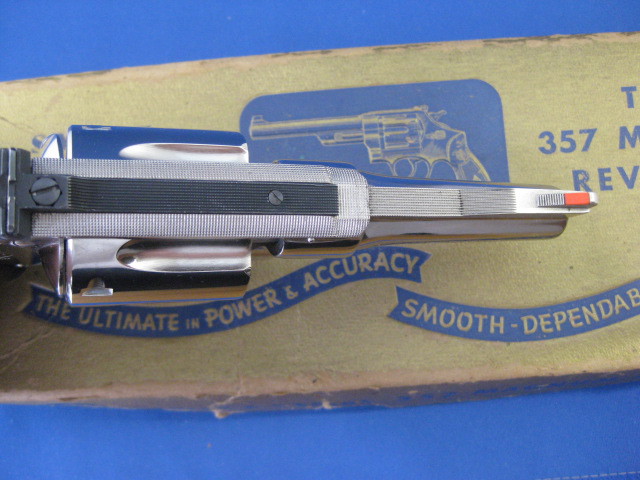 T
357 M
REV
THE ULTIMATE IN POWER & ACCURACY
SMOOTH - DEPENDAB